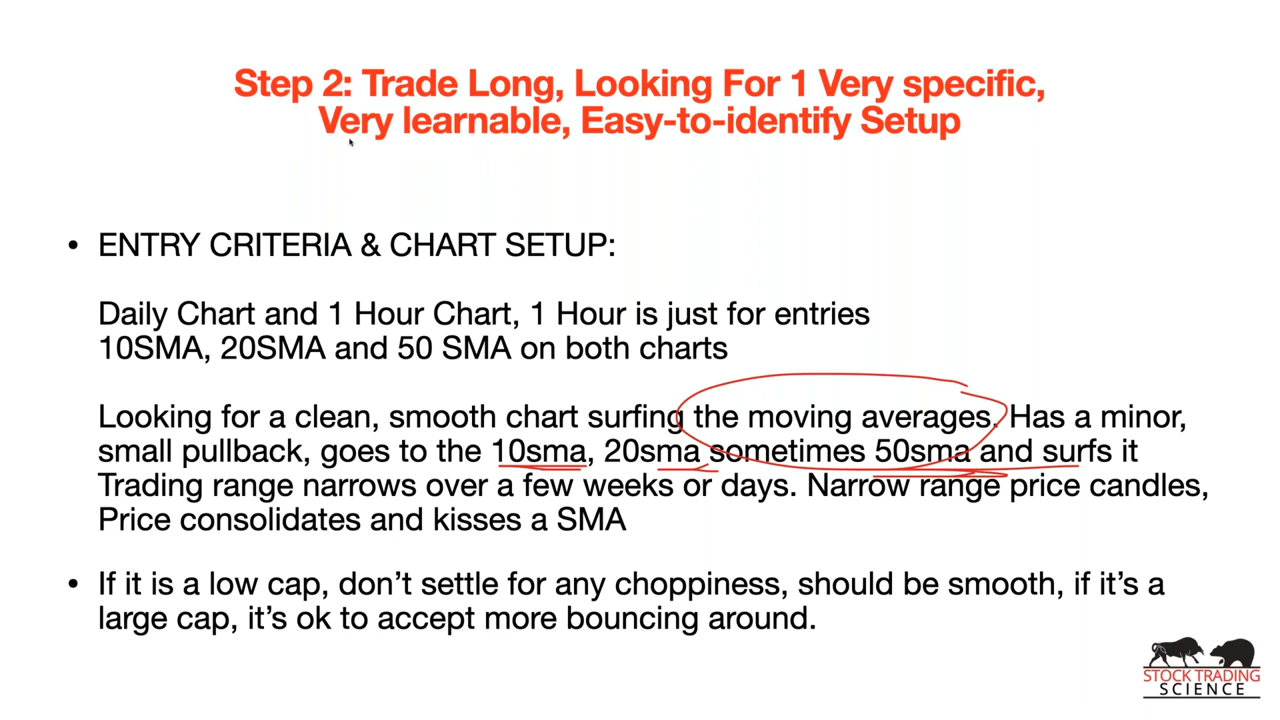 Step 2: Trade Long, Looking For 1 Very specific,
Very learnable, Easy-to-identify Setup
• ENTRY CRITERIA & CHART SETUP:
Daily Chart and 1 Hour Chart, 1 Hour is just for entries
10SMA, 20SMA and 50 SMA on both charts
Looking for a clean, smooth chart surfing the moving averages. Has a minor,
small pullback, goes to the 10sma, 20sma sometimes 50sma and surfs it
Trading range narrows over a few weeks or days. Narrow range price candles,
Price consolidates and kisses a SMA
• If it is a low cap, don’t settle for any choppiness, should be smooth, if it’s a
large cap, it’s ok to accept more bouncing around.
STOCK TRADING
SCIENCE